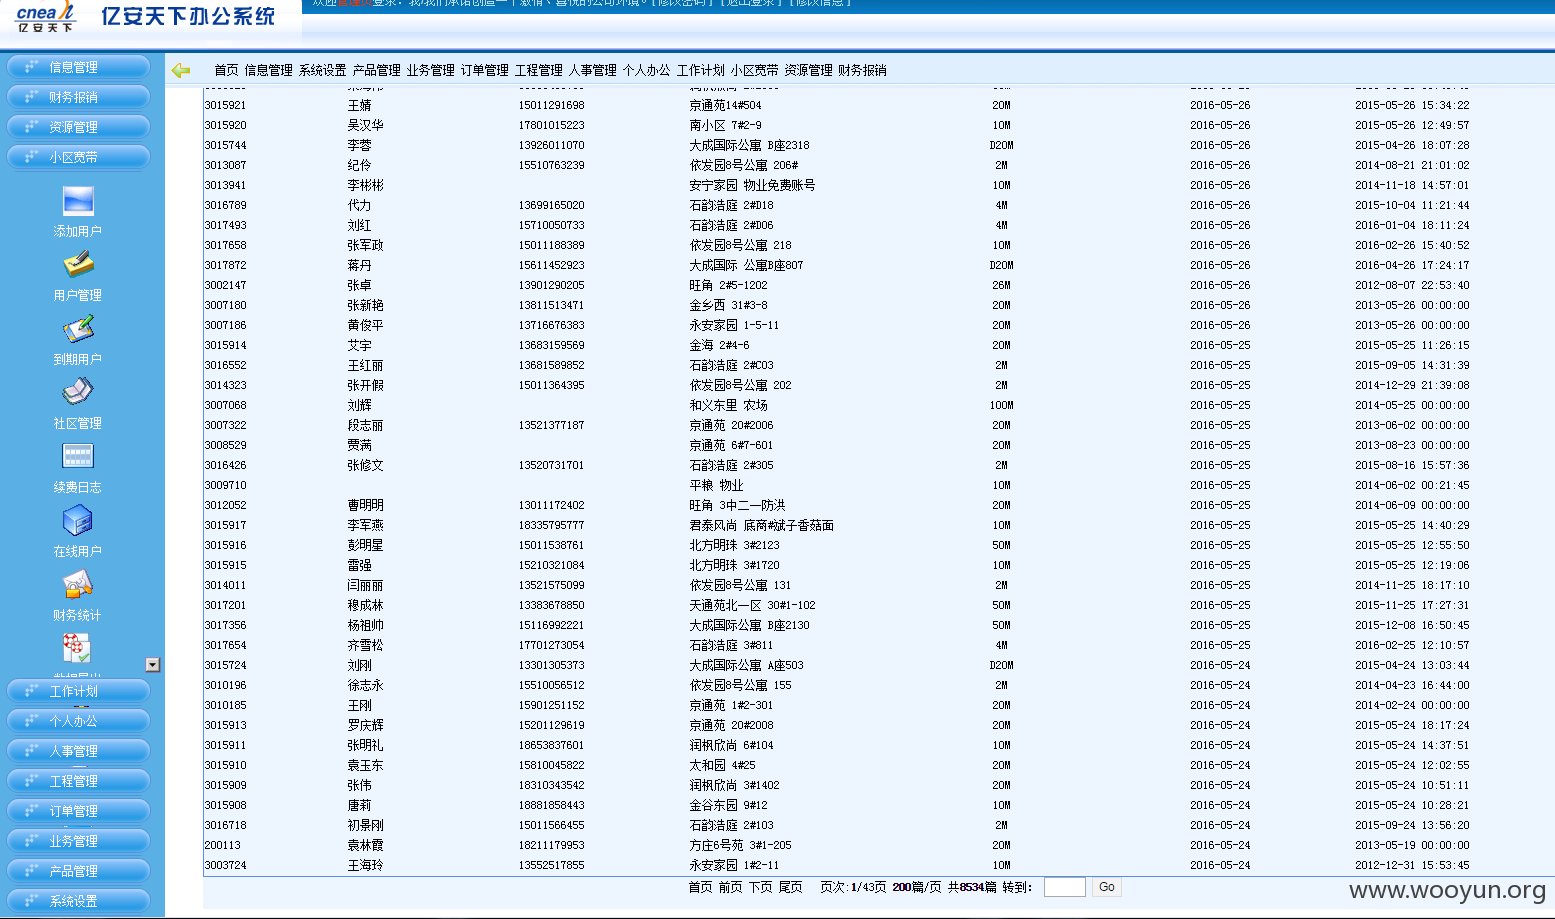 cnea 亿安天下 亿安天下办公系统
信息管理
财务报销
资源管理
小区宽带
添加用户
用户管理
到期用户
社区管理
续费日志
在线用户
财务统计
工作计划
个人办公
人事管理
工程管理
订单管理
业务管理
产品管理
系统设置
首页 信息管理 系统设置 产品管理 业务管理 订单管理 工程管理 人事管理 个人办公 工作计划 小区宽带 资源管理 财务报销
3015921 王婧 15011291698 京通苑14#504 20M 2016-05-26 2015-05-26 15:34:22
3015920 吴汉华 17801015223 南小区 7#2-9 10M 2016-05-26 2015-05-26 12:49:57
3015744 李蓉 13926011070 大成国际公寓 B座2318 D20M 2016-05-26 2015-04-26 18:07:28
3013087 纪伶 15510763239 依发园8号公寓 206# 2M 2016-05-26 2014-08-21 21:01:02
3013941 李彬彬 安宁家园 物业免费账号 10M 2016-05-26 2014-11-18 14:57:01
3016789 代力 13699165020 石韵浩庭 2#D18 4M 2016-05-26 2015-10-04 11:21:44
3017493 刘红 15710050733 石韵浩庭 2#D06 4M 2016-05-26 2016-01-04 18:11:24
3017658 张军政 15011188389 依发园8号公寓 218 10M 2016-05-26 2016-02-26 15:40:52
3017872 蒋丹 15611452923 大成国际 公寓B座807 D20M 2016-05-26 2016-04-26 17:24:17
3002147 张卓 13901290205 旺角 2#5-1202 26M 2016-05-26 2012-08-07 22:53:40
3007180 张新艳 13811513471 金乡西 31#3-8 20M 2016-05-26 2013-05-26 00:00:00
3007186 黄俊平 13716676383 永安家园 1-5-11 20M 2016-05-26 2013-05-26 00:00:00
3015914 艾宇 13683159569 金海 2#4-6 20M 2016-05-25 2015-05-25 11:26:15
3016552 王红丽 13681589852 石韵浩庭 2#C03 2M 2016-05-25 2015-09-05 14:31:39
3014323 张开假 15011364395 依发园8号公寓 202 2M 2016-05-25 2014-12-29 21:39:08
3007068 刘辉 和义东里 农场 100M 2016-05-25 2014-05-25 00:00:00
3007322 段志丽 13521377187 京通苑 20#2006 20M 2016-05-25 2013-06-02 00:00:00
3008529 贾满 京通苑 6#7-601 20M 2016-05-25 2013-08-23 00:00:00
3016426 张修文 13520731701 石韵浩庭 2#305 2M 2016-05-25 2015-08-16 15:57:36
3009710 平粮 物业 10M 2016-05-25 2014-06-02 00:21:45
3012052 曹明明 13011172402 旺角 3中二一防洪 20M 2016-05-25 2014-06-09 00:00:00
3015917 李军燕 18335795777 君泰风尚 底商#斌子香菇面 10M 2016-05-25 2015-05-25 14:40:29
3015916 彭明星 15011538761 北方明珠 3#2123 50M 2016-05-25 2015-05-25 12:55:50
3015915 雷强 15210321084 北方明珠 3#1720 10M 2016-05-25 2015-05-25 12:19:06
3014011 闫丽丽 13521575099 依发园8号公寓 131 2M 2016-05-25 2014-11-25 18:17:10
3017201 穆成林 13383678850 天通苑北一区 30#1-102 50M 2016-05-25 2015-11-25 17:27:31
3017356 杨祖帅 15116992221 大成国际公寓 B座2130 50M 2016-05-25 2015-12-08 16:50:45
3017654 齐雪松 17701273054 石韵浩庭 3#811 4M 2016-05-25 2016-02-25 12:10:57
3015724 刘刚 13301305373 大成国际公寓 A座503 D20M 2016-05-24 2015-04-24 13:03:44
3010196 徐志永 15510056512 依发园8号公寓 155 2M 2016-05-24 2014-04-23 16:44:00
3010185 王刚 15901251152 京通苑 1#2-301 20M 2016-05-24 2014-02-24 00:00:00
3015913 罗庆辉 15201129619 京通苑 20#2008 20M 2016-05-24 2015-05-24 18:17:24
3015911 张明礼 18653837601 润枫欣尚 6#104 10M 2016-05-24 2015-05-24 14:37:51
3015910 袁玉东 15810045822 太和园 4#25 20M 2016-05-24 2015-05-24 12:02:55
3015909 张伟 18310343542 润枫欣尚 3#1402 20M 2016-05-24 2015-05-24 10:51:11
3015908 唐莉 18881858443 金谷东园 9#12 10M 2016-05-24 2015-05-24 10:28:21
3016718 初景刚 15011566455 石韵浩庭 2#103 2M 2016-05-24 2015-09-24 13:56:20
200113 袁林霞 18211179953 方庄6号苑 3#1-205 20M 2016-05-24 2013-05-19 00:00:00
3003724 王海玲 13552517855 永安家园 1#2-11 10M 2016-05-24 2012-12-31 15:53:45
首页 前页 下页 尾页 页次:1/43页 200篇/页 共8534篇 转到: Go
www.wooyun.org